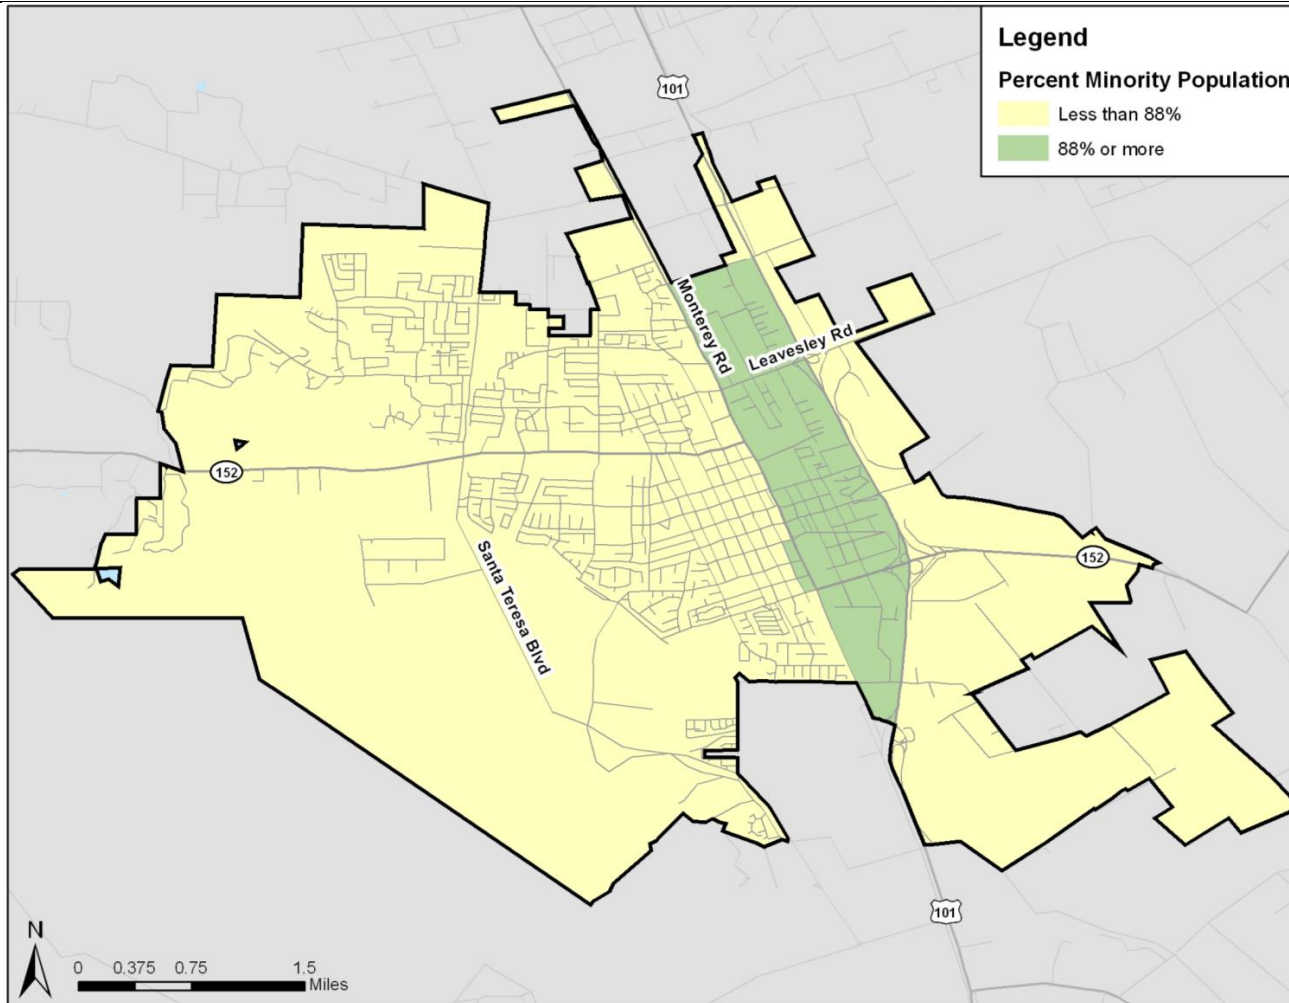 Legend
Percent Minority Population
Less than 88%
88% or more
101
Monterey Rd
Leavesley Rd
152
Santa Teresa Blvd
152
101
N
0 0.375 0.75 1.5
Miles